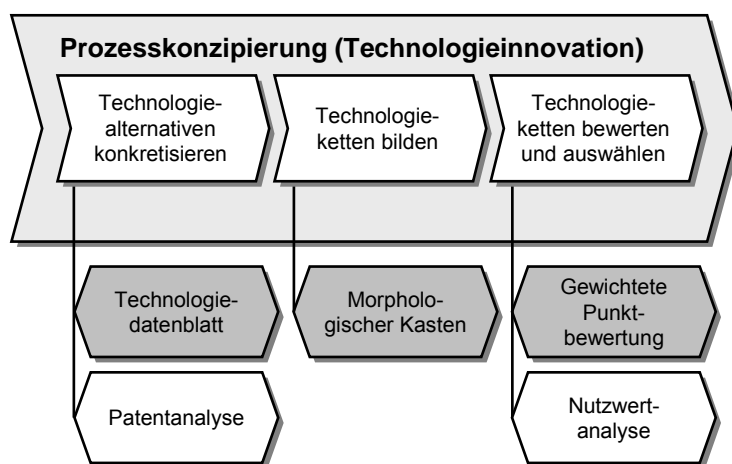 Prozesskonzipierung (Technologieinnovation)
Technologie-
alternativen
konkretisieren
Technologie-
ketten bilden
Technologie-
ketten bewerten
und auswählen
Technologie-
datenblatt
Morpholo-
gischer Kasten
Gewichtete
Punkt-
bewertung
Patentanalyse
Nutzwert-
analyse